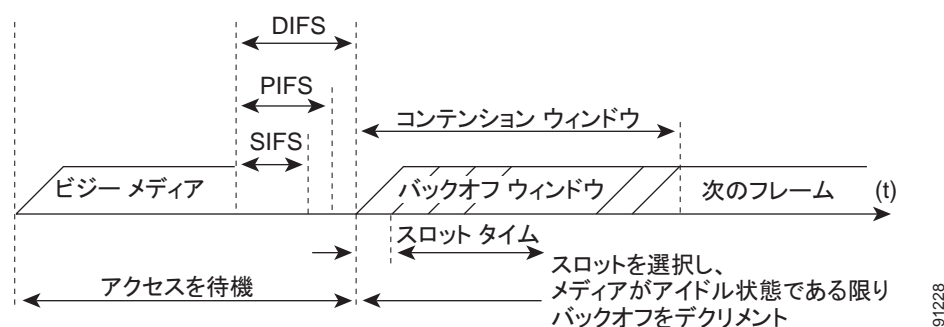 DIFS
PIFS
コンテンション ウィンドウ
SIFS
ビジー メディア
バックオフ ウィンドウ
次のフレーム
(t)
スロット タイム
アクセスを待機
スロットを選択し、
メディアがアイドル状態である限り
バックオフをデクリメント
91228